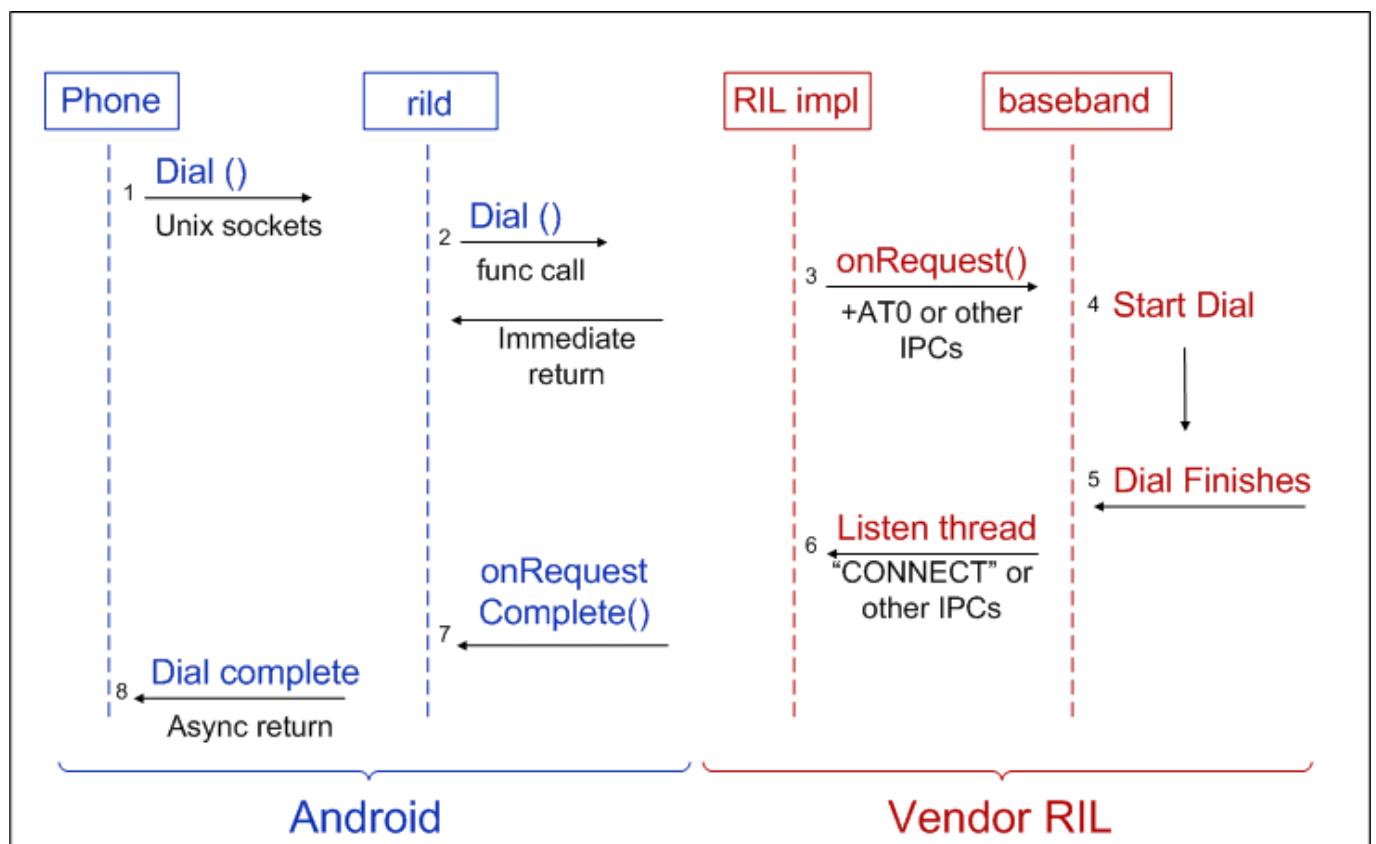 Phone
rild
RIL impl
baseband
1
Dial ()
Unix sockets
2
Dial ()
func call
Immediate
return
3
onRequest()
+AT0 or other
IPCs
4
Start Dial
5
Dial Finishes
6
Listen thread
“CONNECT” or
other IPCs
7
onRequest
Complete()
8
Dial complete
Async return
Android
Vendor RIL